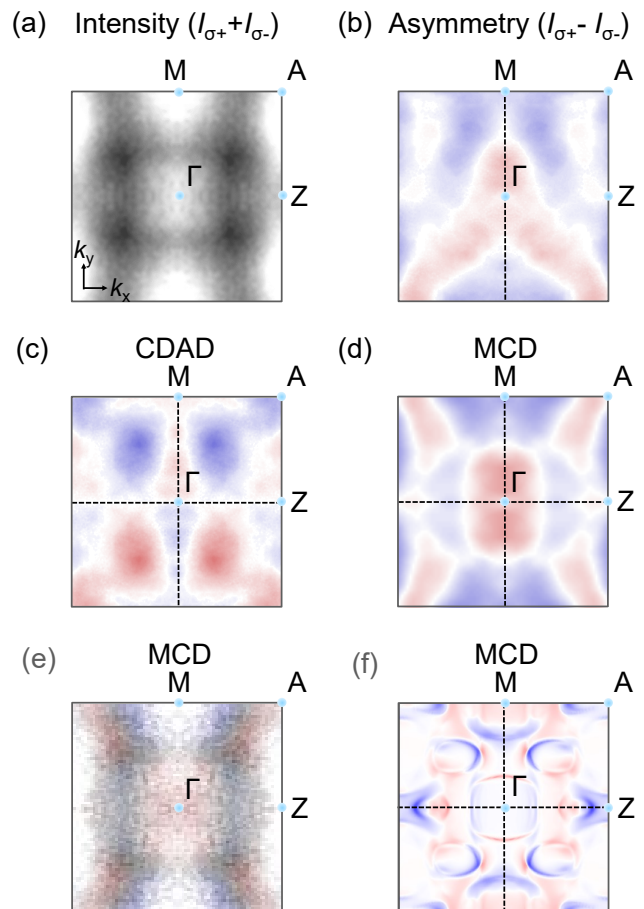 (a) Intensity (Iσ++Iσ-)
(b) Asymmetry (Iσ+- Iσ-)
M
A
Γ
Z
ky
kx
M
A
Γ
Z
(c) CDAD
(d) MCD
M
A
Γ
Z
M
A
Γ
Z
(e) MCD
(f) MCD
M
A
Γ
Z
M
A
Γ
Z